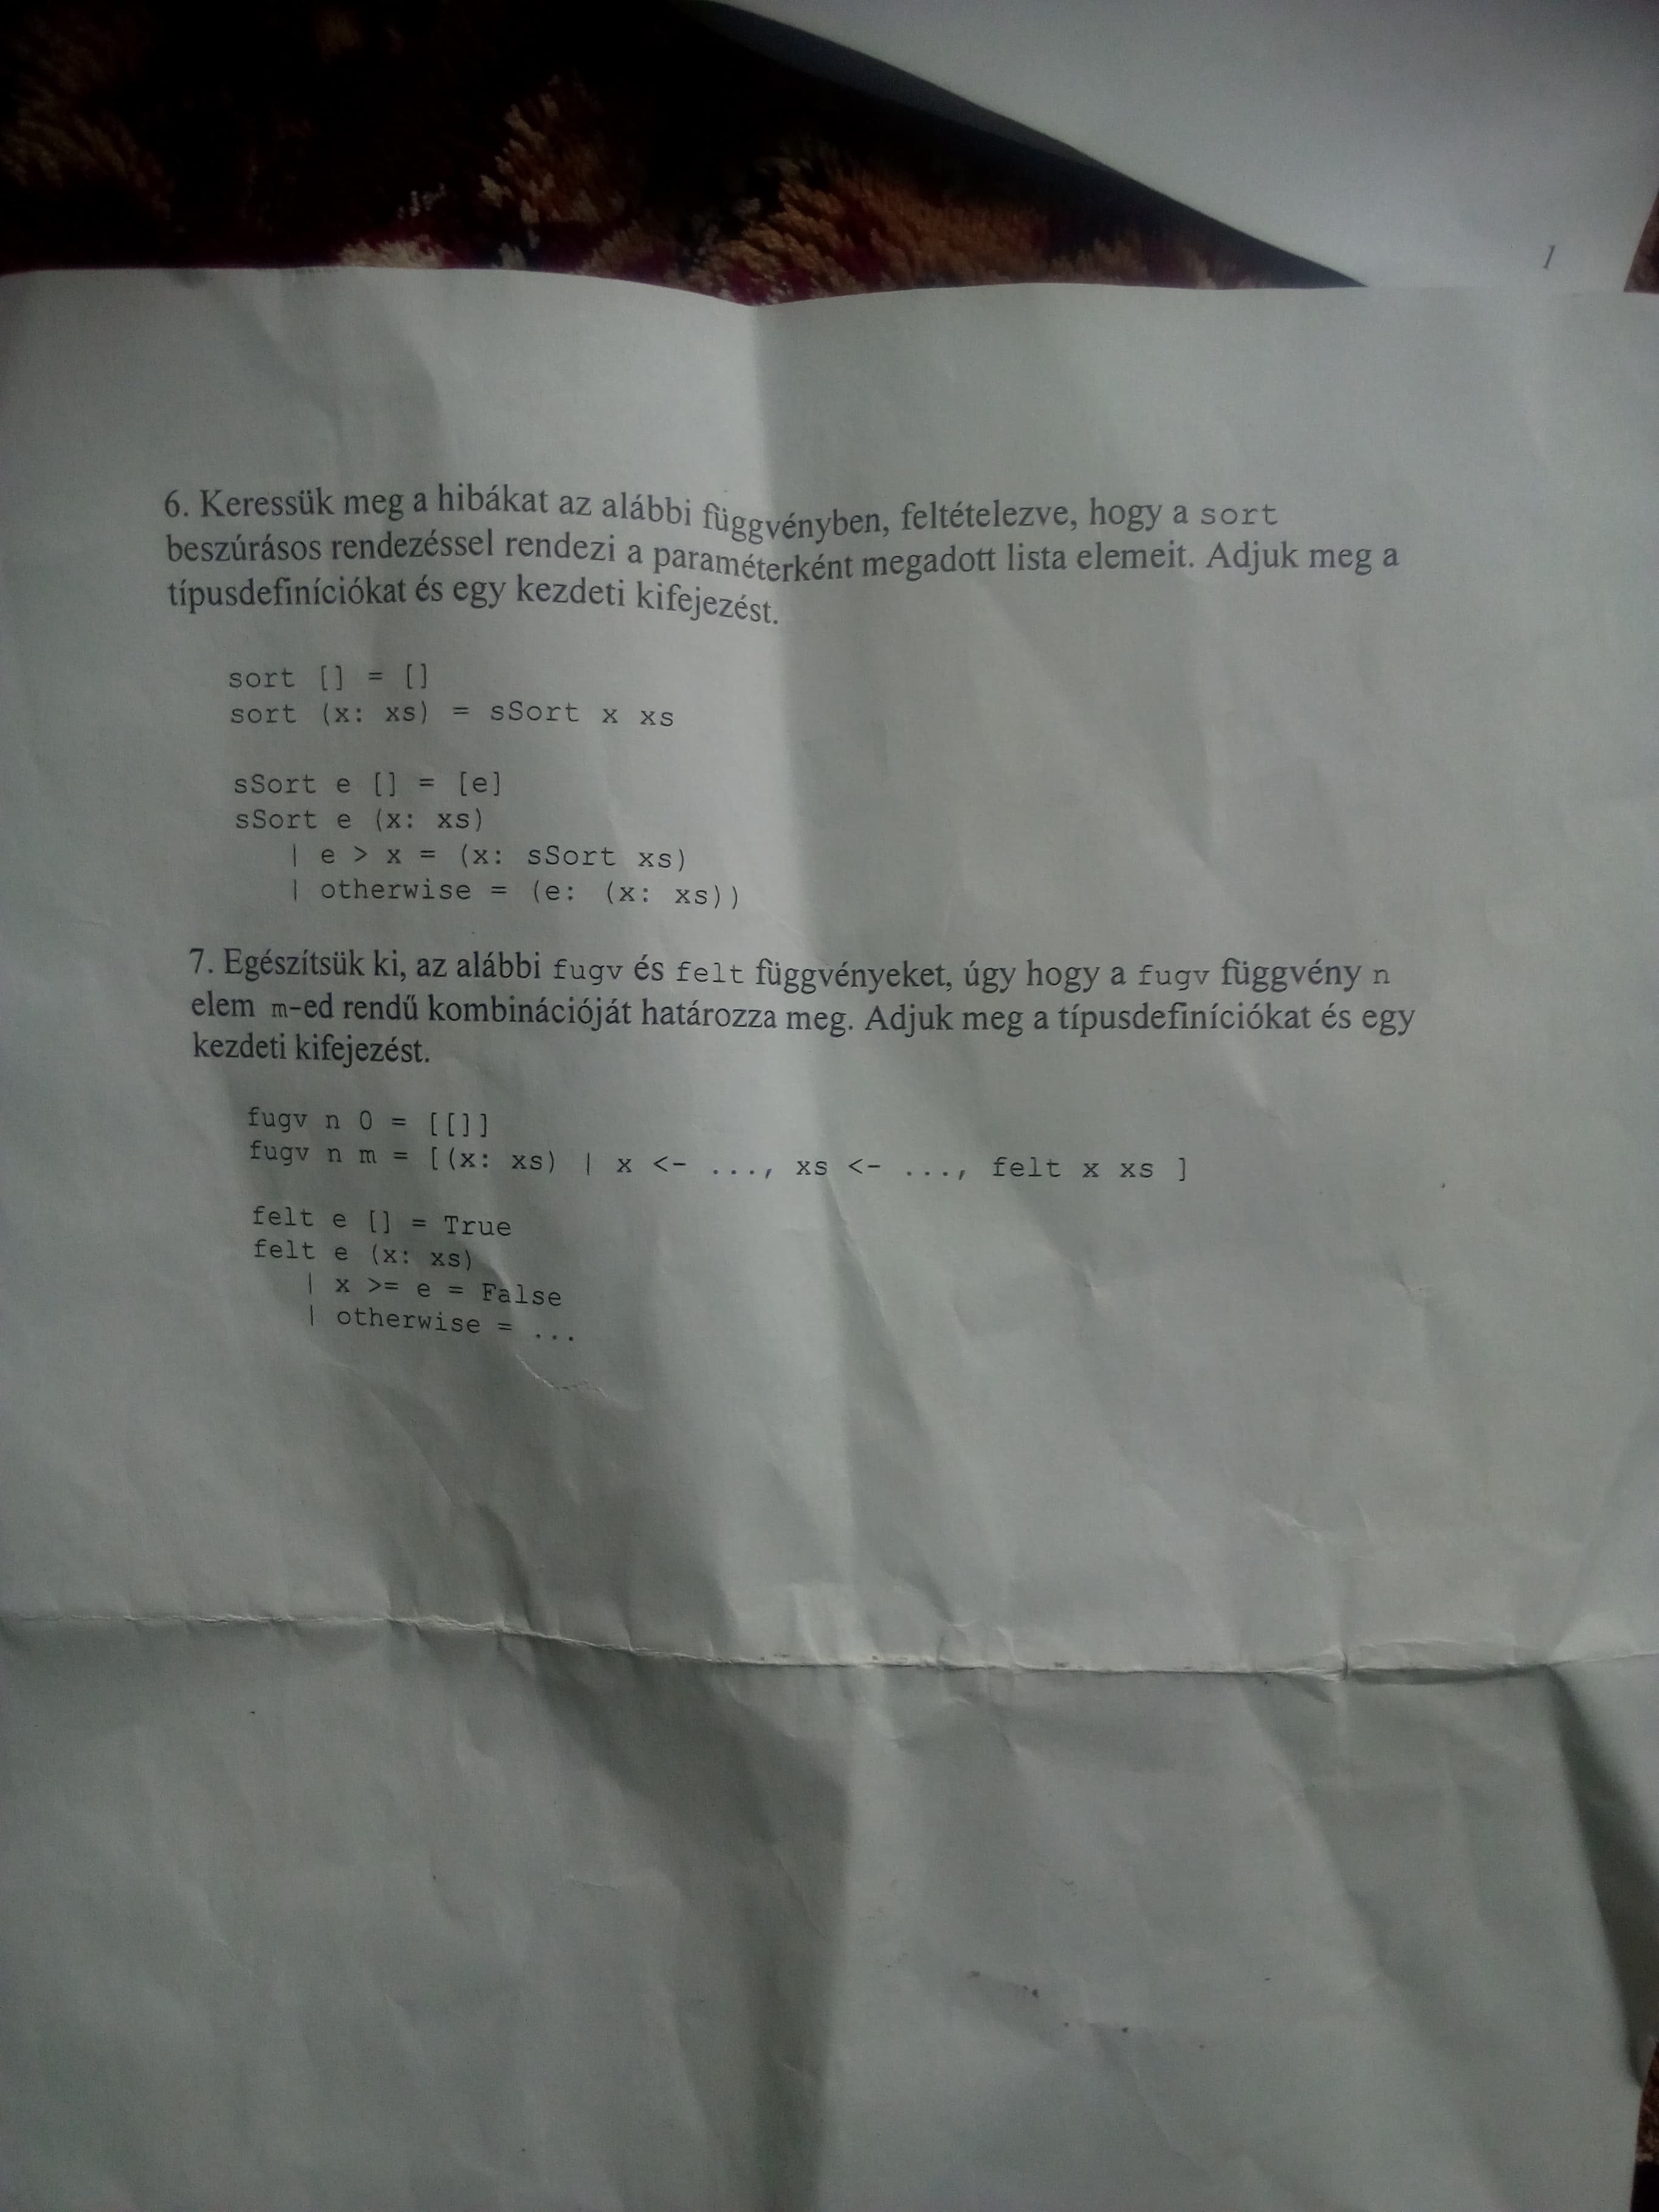 1
6. Keressük meg a hibákat az alábbi függvényben, feltételezve, hogy a sort
beszúrásos rendezéssel rendezi a paraméterként megadott lista elemeit. Adjuk meg a
típusdefiníciókat és egy kezdeti kifejezést.
sort [] = []
sort (x: xs) = sSort x xs
sSort e [] = [e]
sSort e (x: xs)
| e > x = (x: sSort xs)
| otherwise = (e: (x: xs))
7. Egészítsük ki, az alábbi fugv és felt függvényeket, úgy hogy a fugv függvény n
elem m-ed rendű kombinációját határozza meg. Adjuk meg a típusdefiníciókat és egy
kezdeti kifejezést.
fugv n 0 = [[]]
fugv n m = [(x: xs) | x <- ..., xs <- ..., felt x xs ]
felt e [] = True
felt e (x: xs)
| x >= e = False
| otherwise = ...